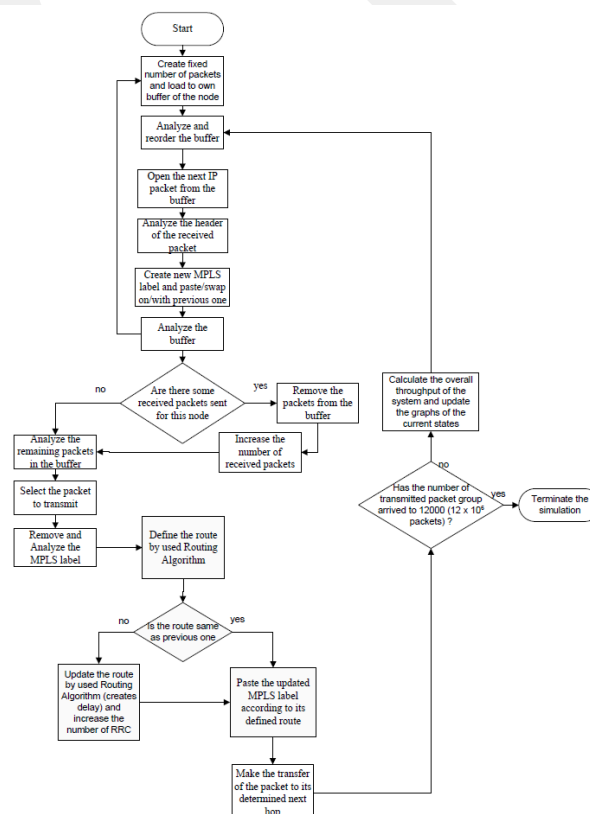 Start
Create fixed
number of packets
and load to own
buffer of the node
Analyze and
reorder the buffer
Open the next IP
packet from the
buffer
Analyze the header
of the received
packet
Create new MPLS
label and paste/swap
on/with previous one
Analyze the
buffer
no
Are there some
received packets sent
for this node
yes
Remove the
packets from the
buffer
Increase the
number of
received packets
Analyze the
remaining packets
in the buffer
Select the packet
to transmit
Remove and
Analyze the
MPLS label
Define the route
by used Routing
Algorithm
no
Is the route same
as previous one
yes
Update the route
by used Routing
Algorithm (creates
delay) and
increase the
number of RRC
Paste the updated
MPLS label
according to its
defined route
Make the transfer
of the packet to its
determined next
hop
Calculate the overall
throughput of the
system and update
the graphs of the
current states
no
Has the number of
transmitted packet group
arrived to 12000 (12 x 10⁶
packets) ?
yes
Terminate the
simulation